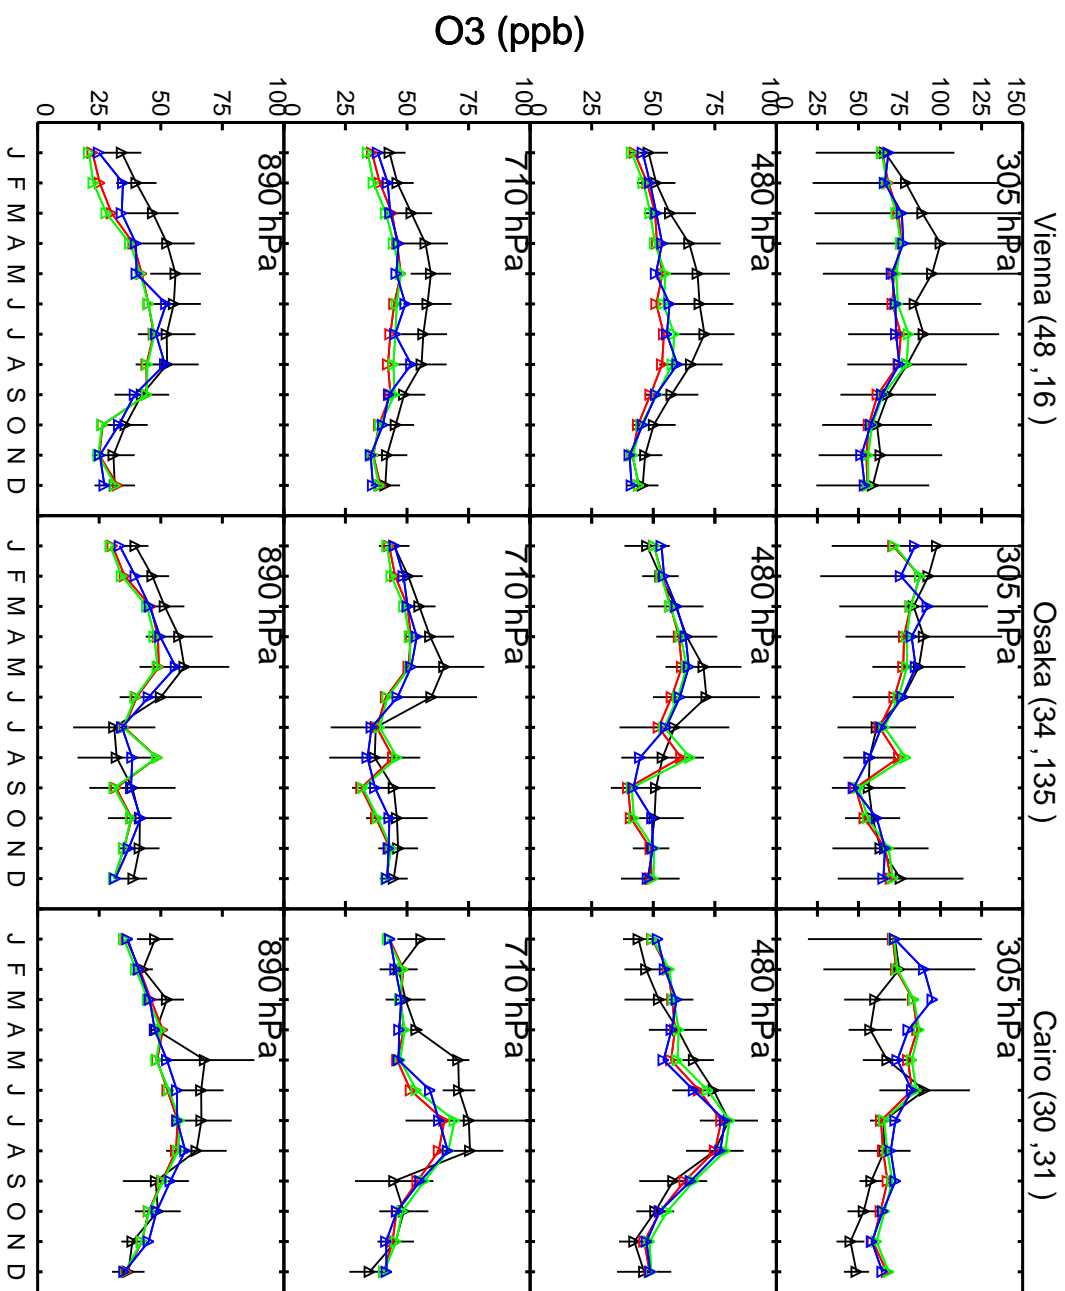 O3 (ppb)
Vienna (48 ,16 )
Osaka (34 ,135 )
Cairo (30 ,31 )
150
125
100
75
50
25
0
305 hPa
305 hPa
305 hPa
100
75
50
25
0
480 hPa
480 hPa
480 hPa
100
75
50
25
0
710 hPa
710 hPa
710 hPa
100
75
50
25
0
890 hPa
890 hPa
890 hPa
J F M A M J J A S O N D
J F M A M J J A S O N D
J F M A M J J A S O N D